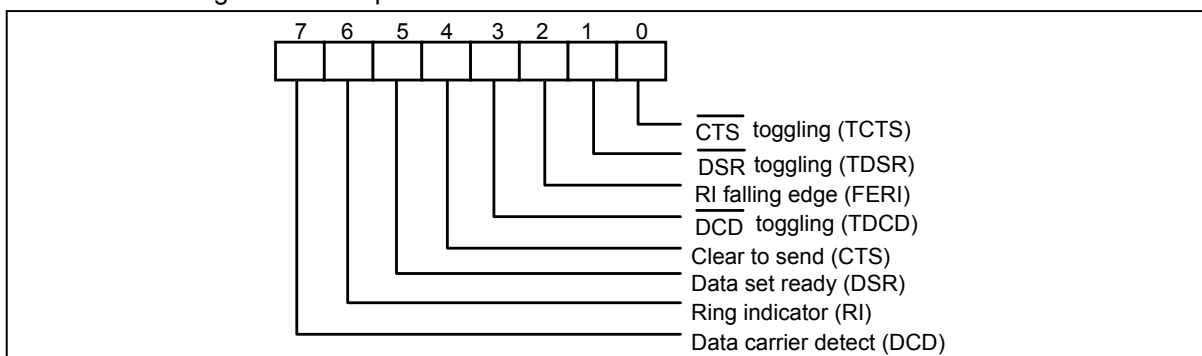 7 6 5 4 3 2 1 0
CTS toggling (TCTS)
DSR toggling (TDSR)
RI falling edge (FERI)
DCD toggling (TDCD)
Clear to send (CTS)
Data set ready (DSR)
Ring indicator (RI)
Data carrier detect (DCD)